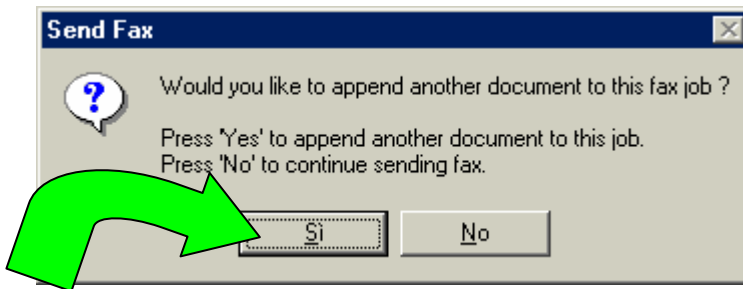 Send Fax
Would you like to append another document to this fax job ?
Press 'Yes' to append another document to this job.
Press 'No' to continue sending fax.
Sì
No